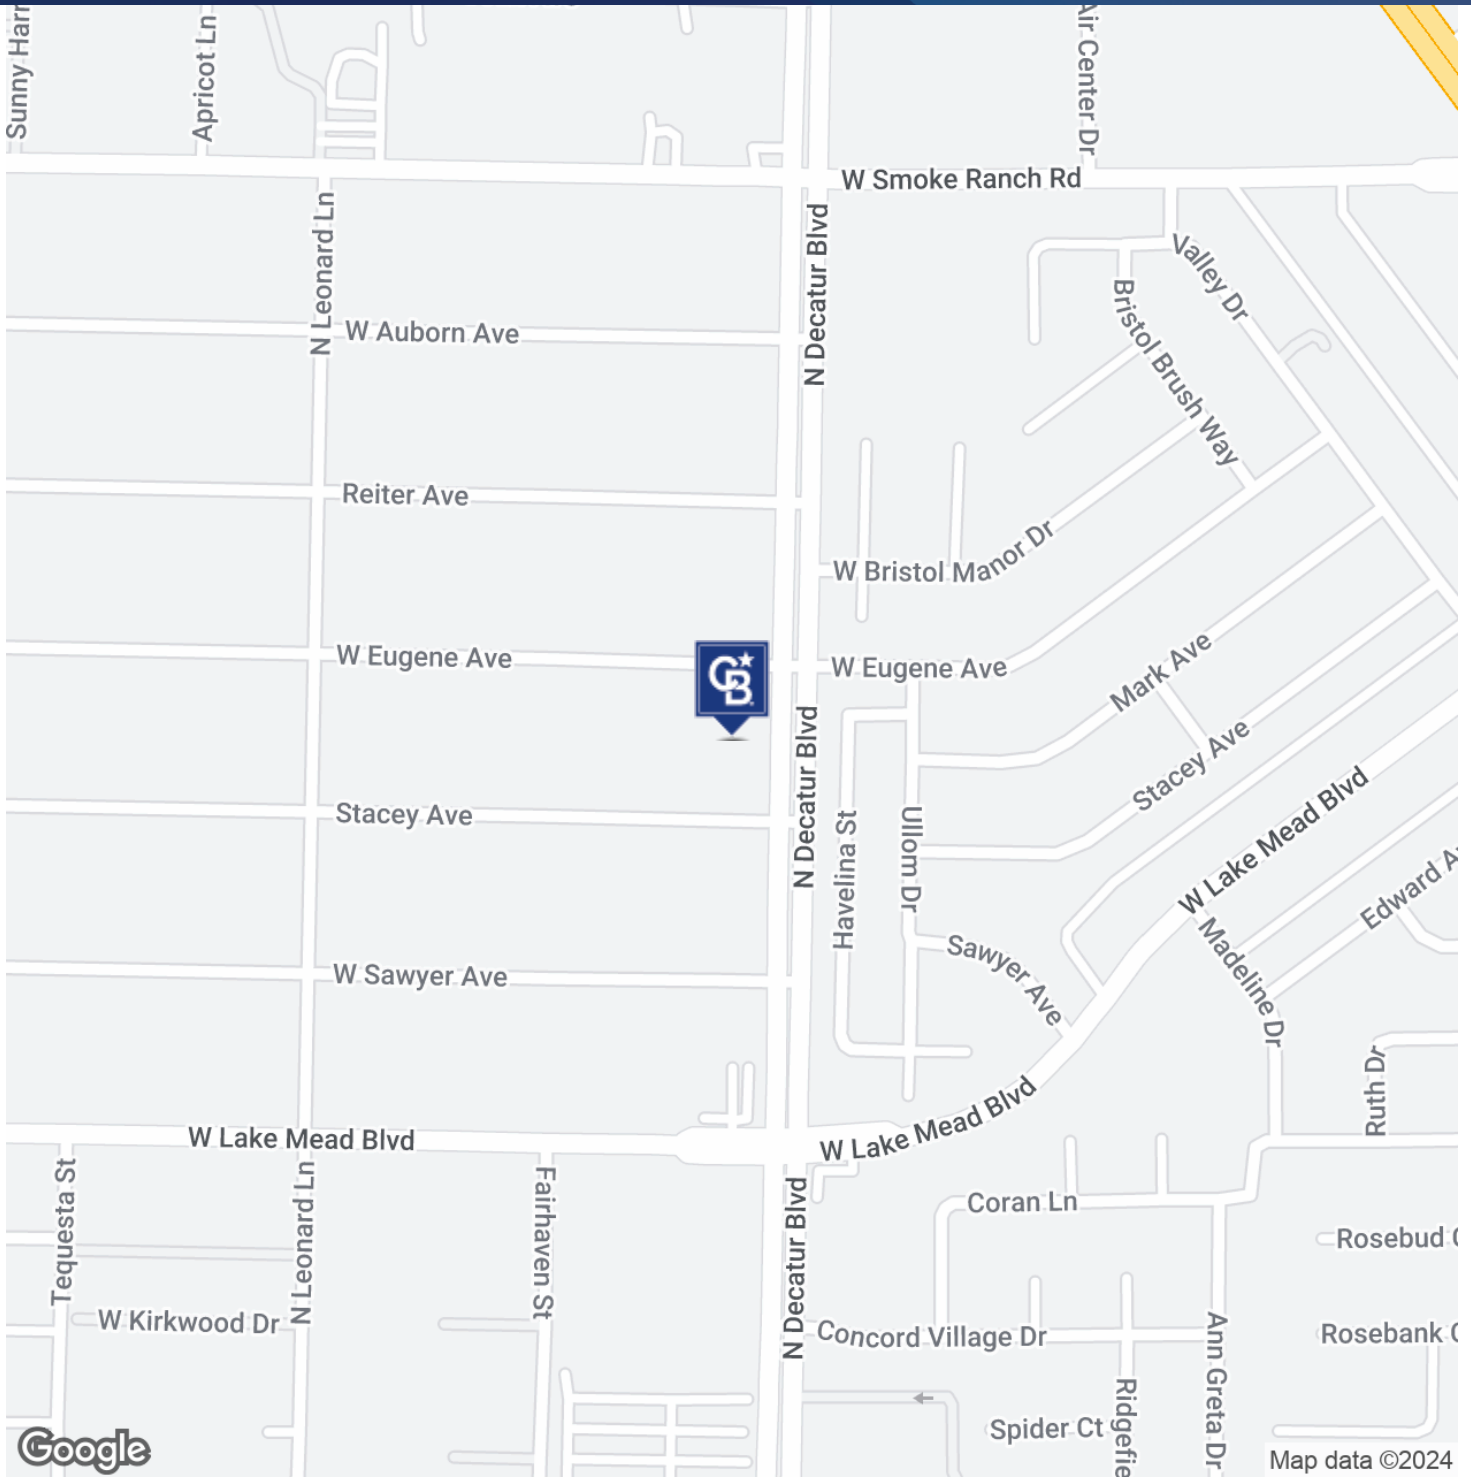 Sunny Harr
Apricot Ln
Air Center Dr
W Smoke Ranch Rd
N Leonard Ln
N Decatur Blvd
Valley Dr
Bristol Brush Way
W Auborn Ave
Reiter Ave
W Bristol Manor Dr
W Eugene Ave
CB
W Eugene Ave
Mark Ave
N Decatur Blvd
Stacey Ave
Stacey Ave
Havelina St
Ullom Dr
W Lake Mead Blvd
Edward A
W Sawyer Ave
Sawyer Ave
Madeline Dr
Ruth Dr
W Lake Mead Blvd
W Lake Mead Blvd
Tequesta St
N Leonard Ln
Fairhaven St
N Decatur Blvd
Coran Ln
Rosebud C
W Kirkwood Dr
Concord Village Dr
Rosebank C
Ann Greta Dr
Ridgefie
Spider Ct
Google
Map data ©2024